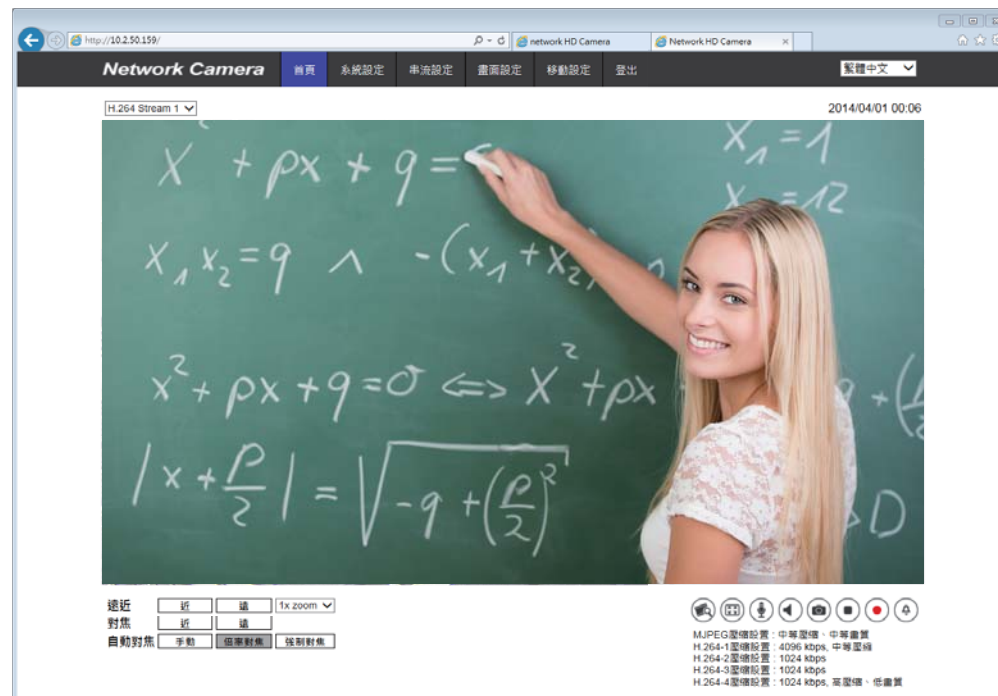 http://10.2.50.159/
network HD Camera
Network HD Camera
Network Camera 首頁 系統設定 串流設定 畫面設定 移動設定 登出 繁體中文
H.264 Stream 1 2014/04/01 00:06
x² + px + q =
x₁ = 1
x = 12
x₁ x₂ = q ∧ -(x₁ + x₂)
x² + px + q = 0 <=> x² + px
|x + p/2| = √-q + (p/2)²
D
遠近 近 遠 1x zoom
對焦 近 遠
自動對焦 手動 倍率對焦 強制對焦
MJPEG壓縮設置 : 中等壓縮、中等畫質
H.264-1壓縮設置 : 4096 kbps, 中等壓縮
H.264-2壓縮設置 : 1024 kbps
H.264-3壓縮設置 : 1024 kbps
H.264-4壓縮設置 : 1024 kbps, 高壓縮、低畫質